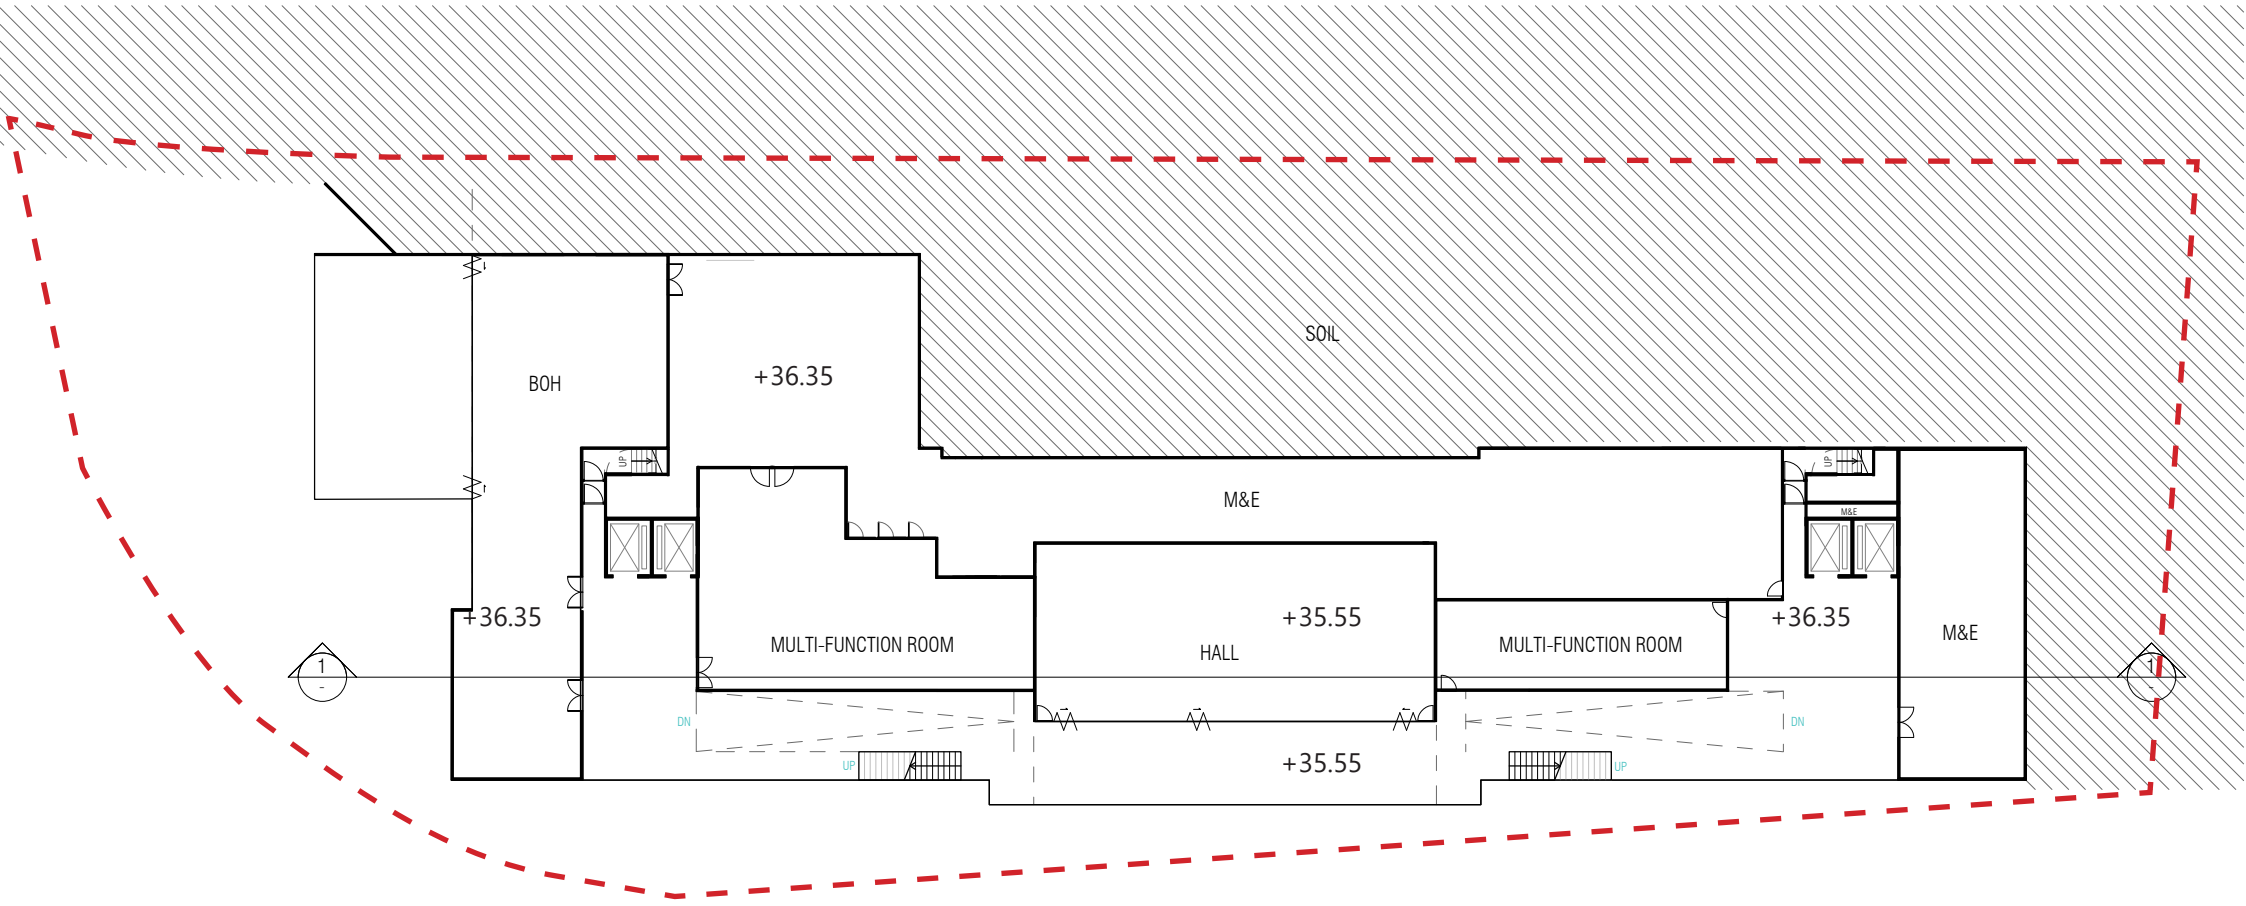 SOIL
BOH
+36.35
UP
UP
M&E
M&E
+36.35
+35.55
+36.35
MULTI-FUNCTION ROOM
HALL
MULTI-FUNCTION ROOM
M&E
1
-
1
-
DN
DN
UP
+35.55
UP